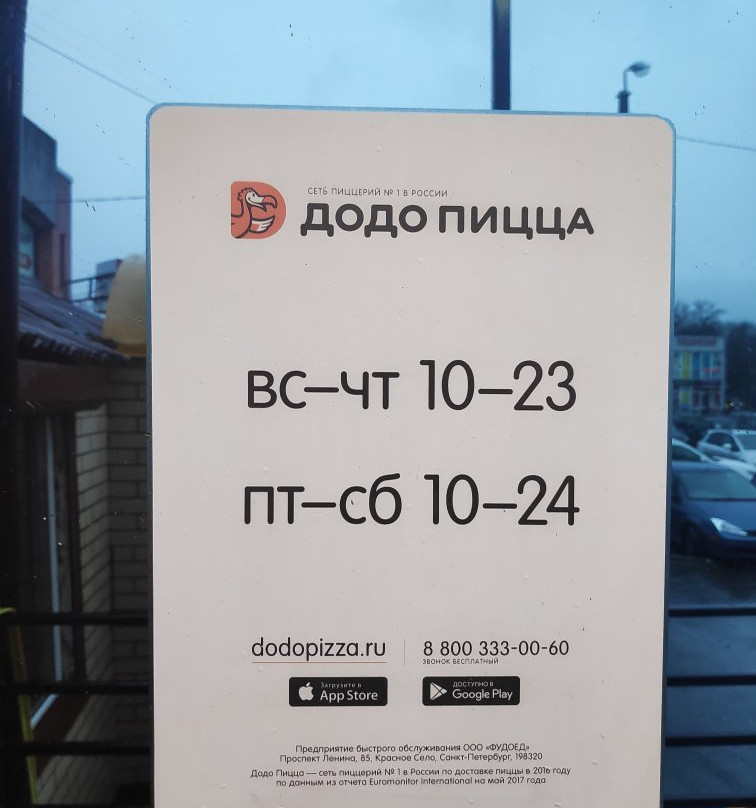 СЕТЬ ПИЦЦЕРИЙ № 1 В РОССИИ
ДОДО ПИЦЦА
вс–чт 10–23
пт–сб 10–24
dodopizza.ru
8 800 333-00-60
ЗВОНОК БЕСПЛАТНЫЙ
Загрузите в
App Store
ДОСТУПНО В
Google Play
Предприятие быстрого обслуживания ООО «ФУДОЕД»
Проспект Ленина, 85, Красное Село, Санкт-Петербург, 198320
Додо Пицца — сеть пиццерий № 1 в России по доставке пиццы в 2016 году
по данным из отчета Euromonitor International на май 2017 года